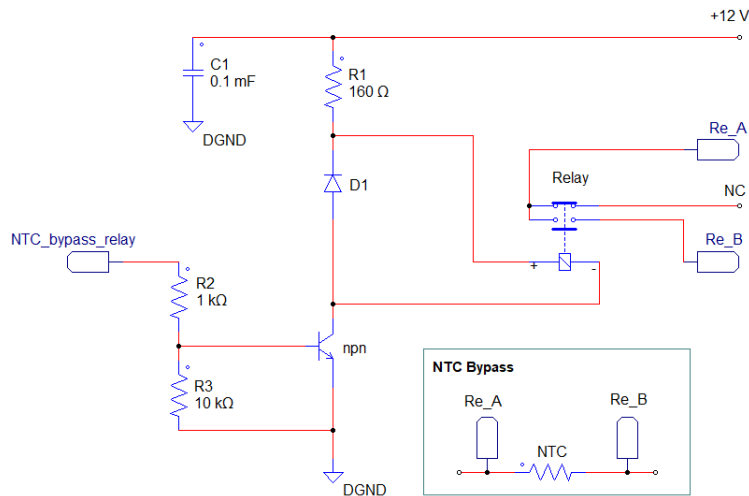 +12 V
C1
0.1 mF
DGND
R1
160 Ω
D1
Re_A
Relay
NC
Re_B
+ -
NTC_bypass_relay
R2
1 kΩ
npn
R3
10 kΩ
DGND
NTC Bypass
Re_A
Re_B
NTC